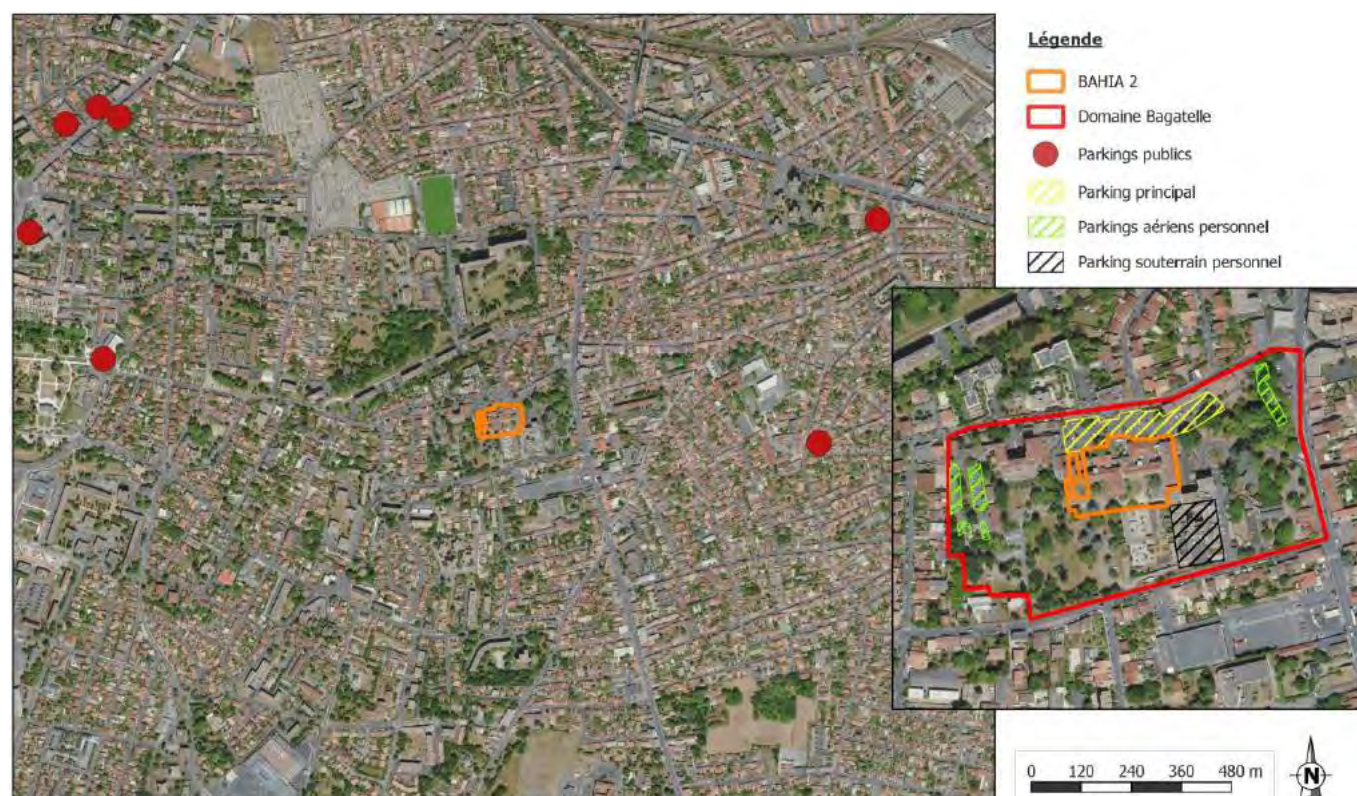 Légende
BAHIA 2
Domaine Bagatelle
Parkings publics
Parking principal
Parkings aériens personnel
Parking souterrain personnel
0 120 240 360 480 m
N